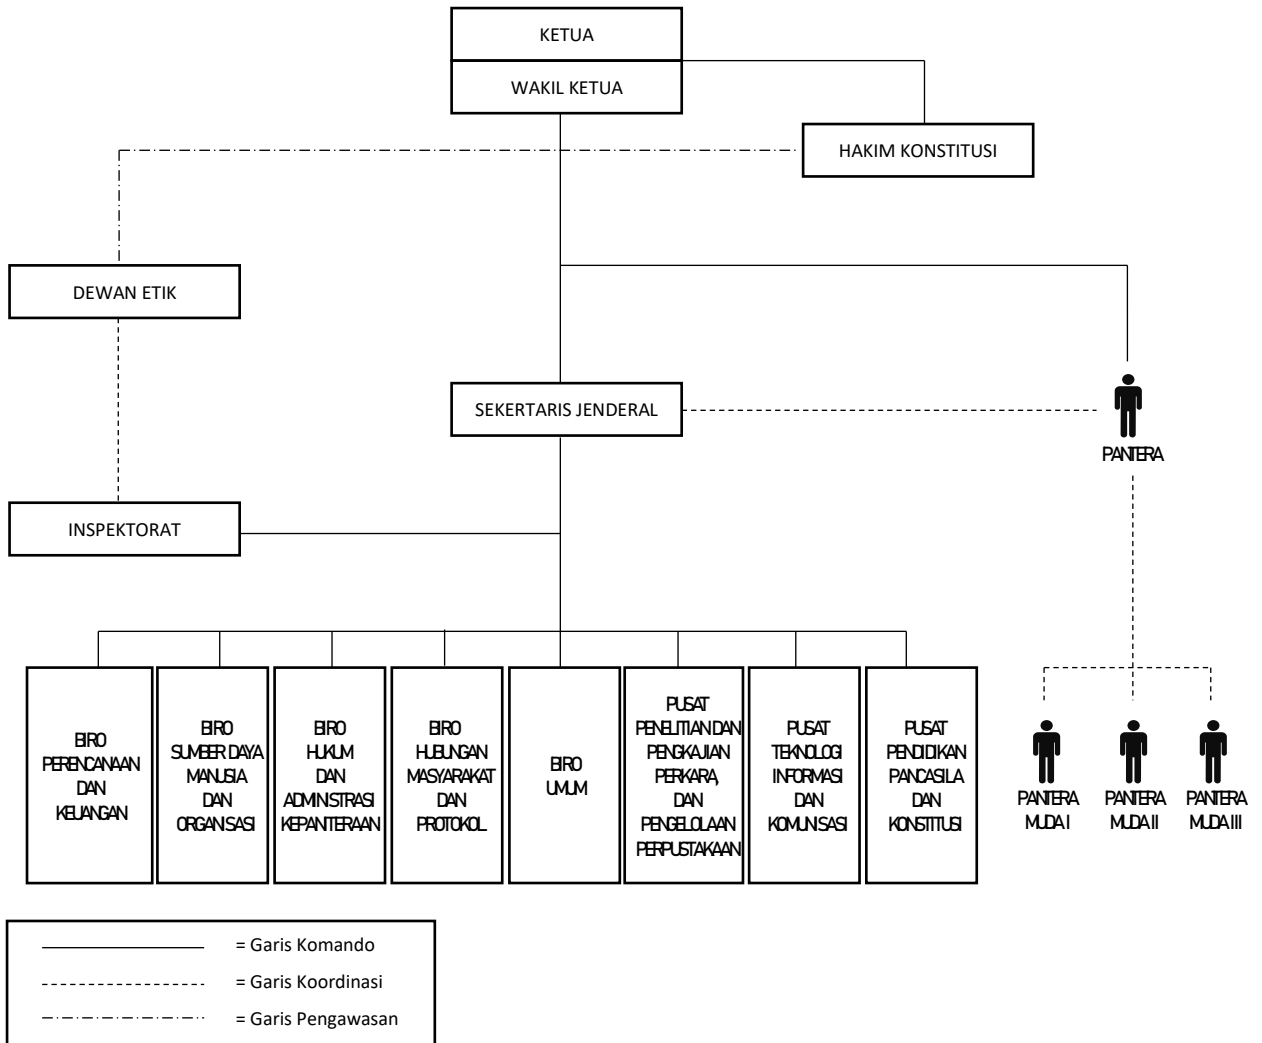 KETUA
WAKIL KETUA
HAKIM KONSTITUSI
DEWAN ETIK
SEKERTARIS JENDERAL
PANTERA
INSPEKTORAT
BIRO
PERENCANAAN
DAN
KEUANGAN
BIRO
SUMBER DAYA
MANUSIA
DAN
ORGANISASI
BIRO
HUKUM
DAN
ADMINISTRASI
KEPANTERAAN
BIRO
HUBUNGAN
MASYARAKAT
DAN
PROTOKOL
BIRO
UMUM
PUSAT
PENELITIAN DAN
PENGKAJIAN
PERKARA,
DAN
PENGELOLAAN
PERPUSTAKAAN
PUSAT
TEKNOLOGI
INFORMASI
DAN
KOMUNISASI
PUSAT
PENDIDIKAN
PANCASILA
DAN
KONSTITUSI
PANTERA
MUDA I
PANTERA
MUDA II
PANTERA
MUDA III
= Garis Komando
= Garis Koordinasi
= Garis Pengawasan